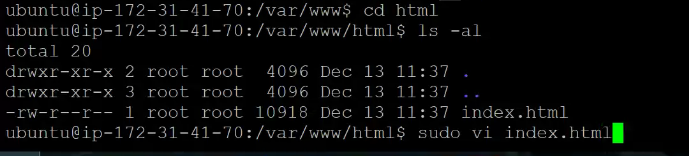 ubuntu@ip-172-31-41-70:/var/www$ cd html
ubuntu@ip-172-31-41-70:/var/www/html$ ls -al
total 20
drwxr-xr-x 2 root root  4096 Dec 13 11:37 .
drwxr-xr-x 3 root root  4096 Dec 13 11:37 ..
-rw-r--r-- 1 root root 10918 Dec 13 11:37 index.html
ubuntu@ip-172-31-41-70:/var/www/html$ sudo vi index.html